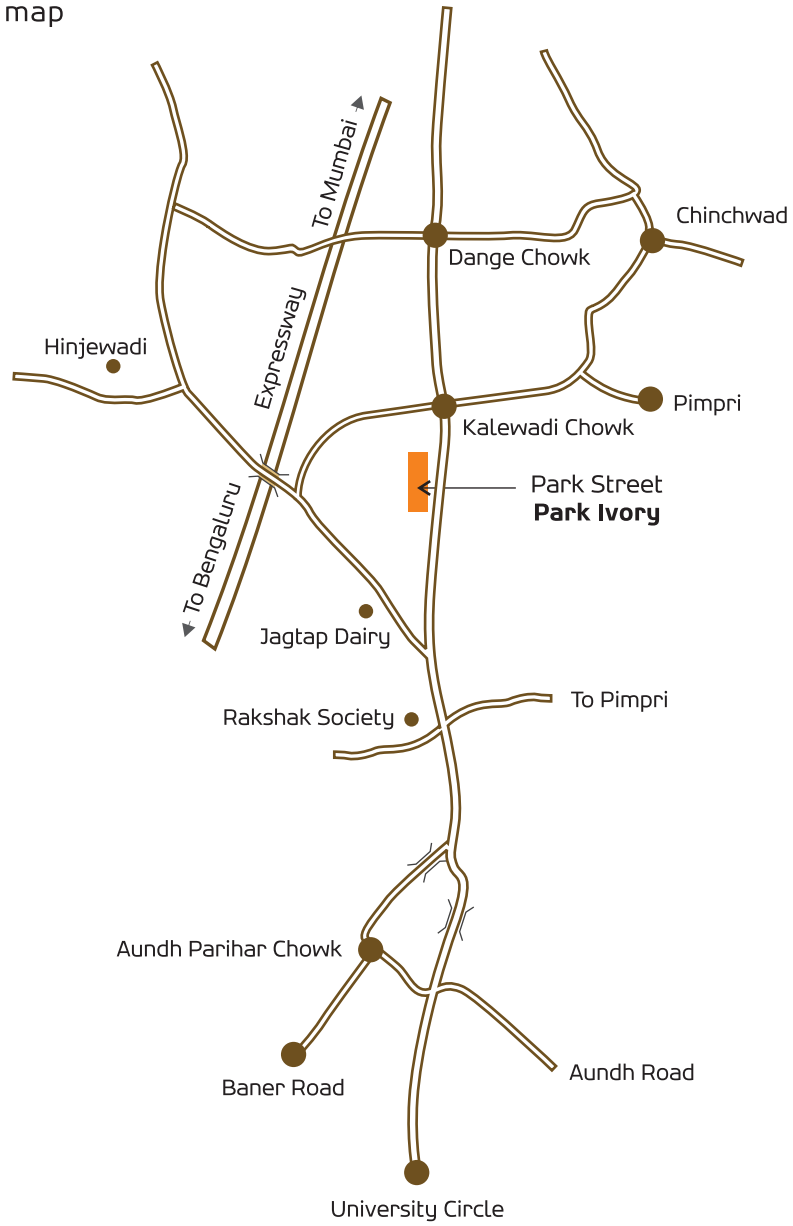 map
To Mumbai
Chinchwad
Dange Chowk
Expressway
Hinjewadi
Pimpri
Kalewadi Chowk
Park Street
Park Ivory
To Bengaluru
Jagtap Dairy
To Pimpri
Rakshak Society
Aundh Parihar Chowk
Aundh Road
Baner Road
University Circle